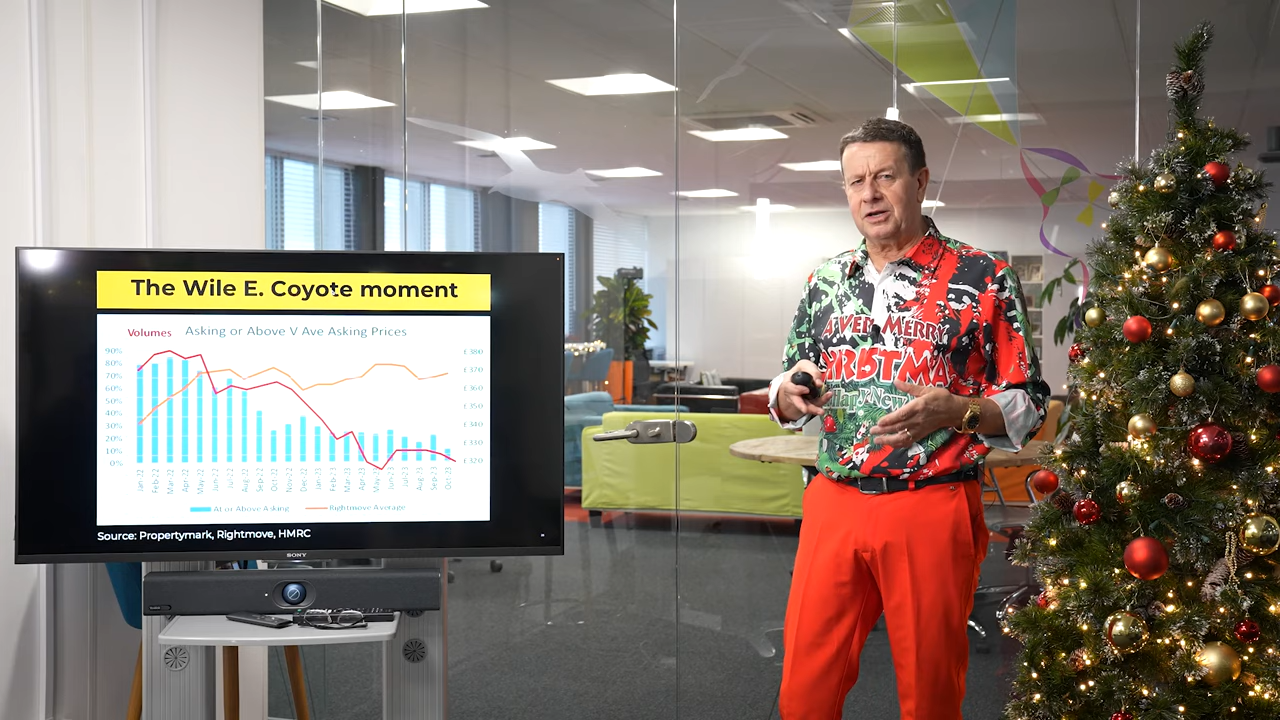 The Wile E. Coyote moment
Volumes Asking or Above V Ave Asking Prices
90%
80%
70%
60%
50%
40%
30%
20%
10%
0%
£380
£370
£360
£350
£340
£330
£320
Jan-22
Feb-22
Mar-22
Apr-22
May-22
Jun-22
Jul-22
Aug-22
Sep-22
Oct-22
Nov-22
Dec-22
Jan-23
Feb-23
Mar-23
Apr-23
May-23
Jun-23
Jul-23
Aug-23
Sep-23
Oct-23
At or Above Asking
Rightmove Average
Source: Propertymark, Rightmove, HMRC
SONY
A VERY MERRY
CHRISTMA